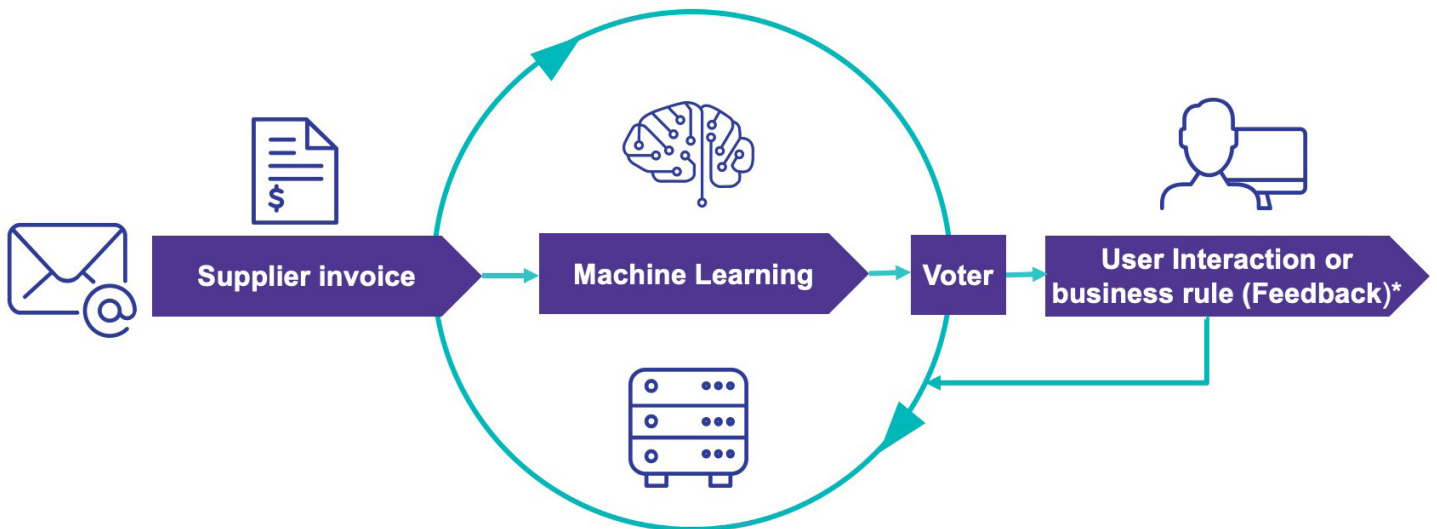 $
@
Supplier invoice
Machine Learning
Voter
User Interaction or
business rule (Feedback)*